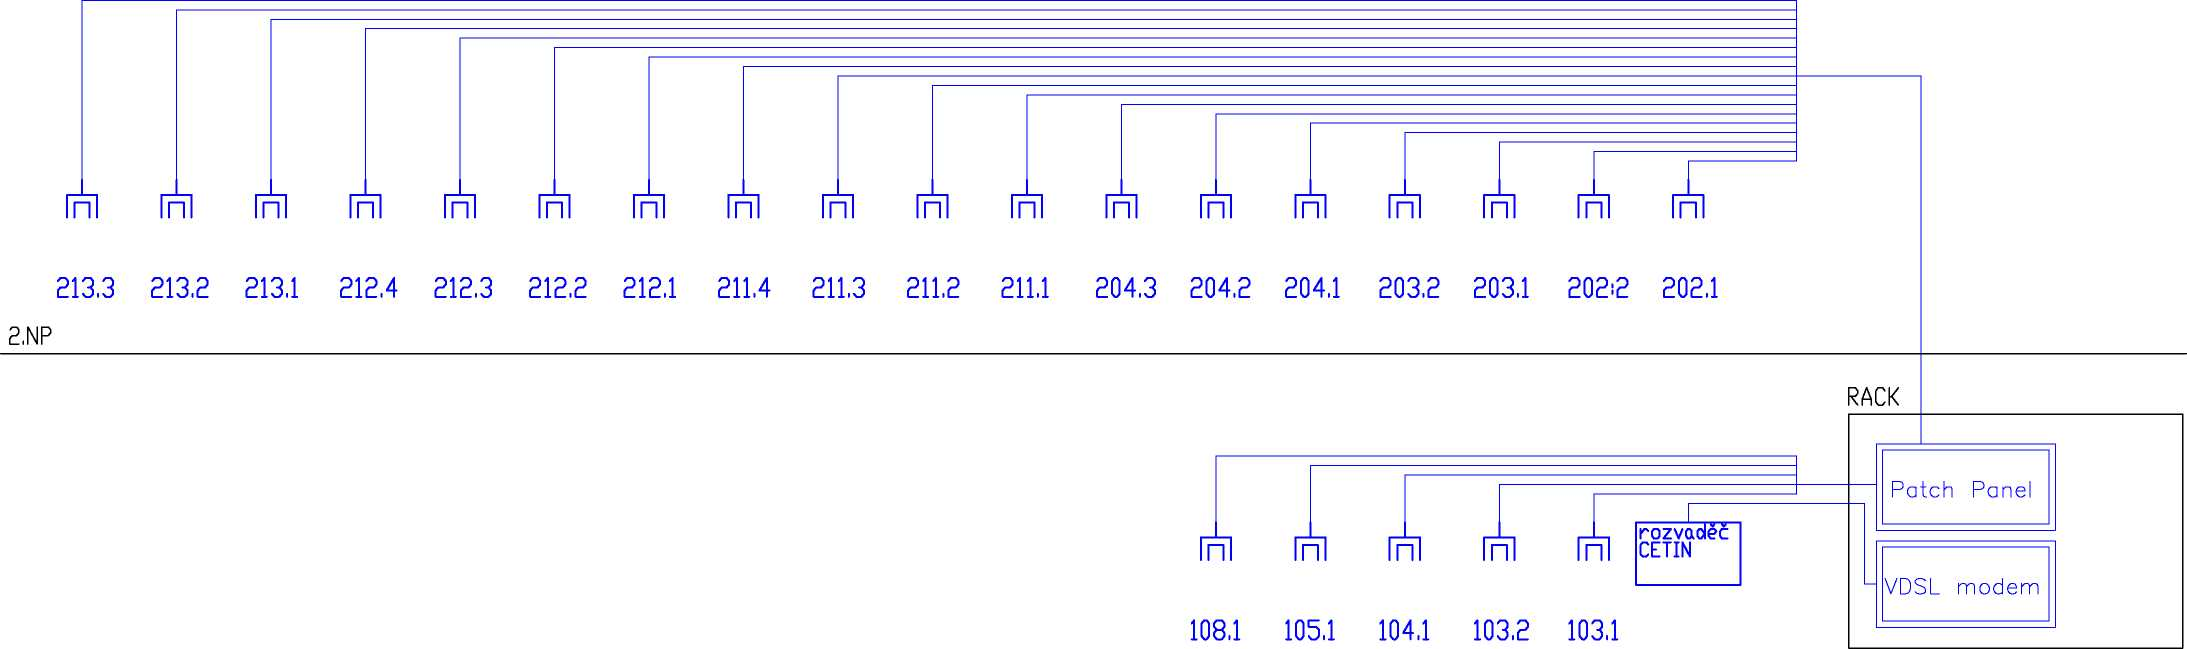 213.3 213.2 213.1 212.4 212.3 212.2 212.1 211.4 211.3 211.2 211.1 204.3 204.2 204.1 203.2 203.1 202:2 202.1
2.NP
RACK
Patch Panel
rozvaděč
CETIN
VDSL modem
108.1 105.1 104.1 103.2 103.1